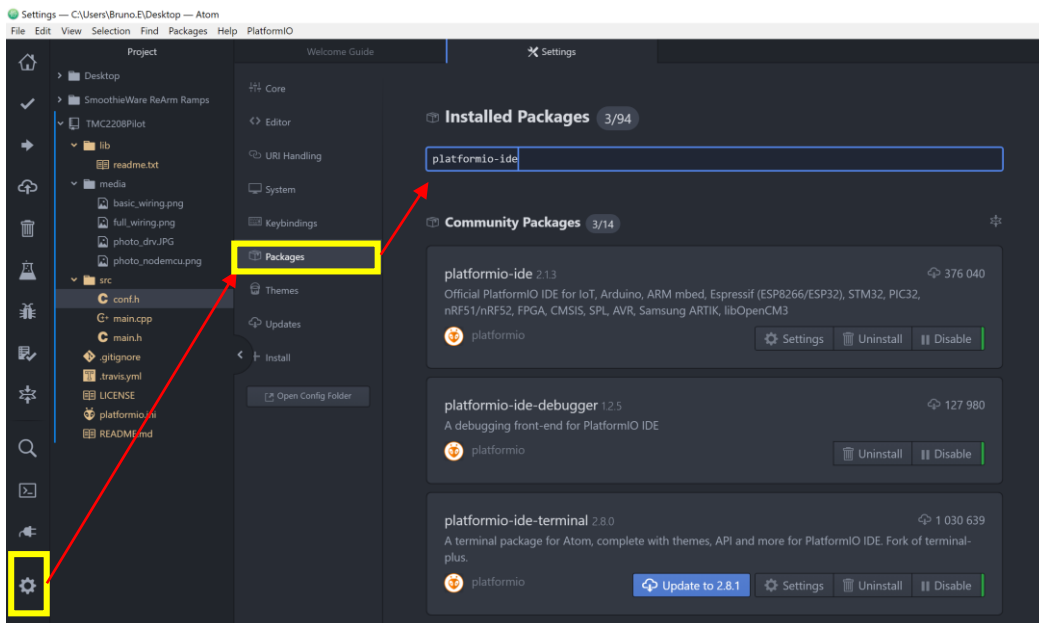 Settings — C:\Users\Bruno.E\Desktop — Atom
File Edit View Selection Find Packages Help PlatformIO
Project
Welcome Guide
Settings
Desktop
SmoothieWare ReArm Ramps
TMC2208Pilot
lib
readme.txt
media
basic_wiring.png
full_wiring.png
photo_drv.JPG
photo_nodemcu.png
src
conf.h
main.cpp
main.h
.gitignore
.travis.yml
LICENSE
platformio.ini
README.md
Core
Editor
URI Handling
System
Keybindings
Packages
Themes
Updates
Install
Open Config Folder
Installed Packages 3/94
platformio-ide
Community Packages 3/14
platformio-ide 2.1.3 376 040
Official PlatformIO IDE for IoT, Arduino, ARM mbed, Espressif (ESP8266/ESP32), STM32, PIC32,
nRF51/nRF52, FPGA, CMSIS, SPL, AVR, Samsung ARTIK, libOpenCM3
platformio Settings Uninstall Disable
platformio-ide-debugger 1.2.5 127 980
A debugging front-end for PlatformIO IDE
platformio Uninstall Disable
platformio-ide-terminal 2.8.0 1 030 639
A terminal package for Atom, complete with themes, API and more for PlatformIO IDE. Fork of terminal-
plus.
platformio Update to 2.8.1 Settings Uninstall Disable